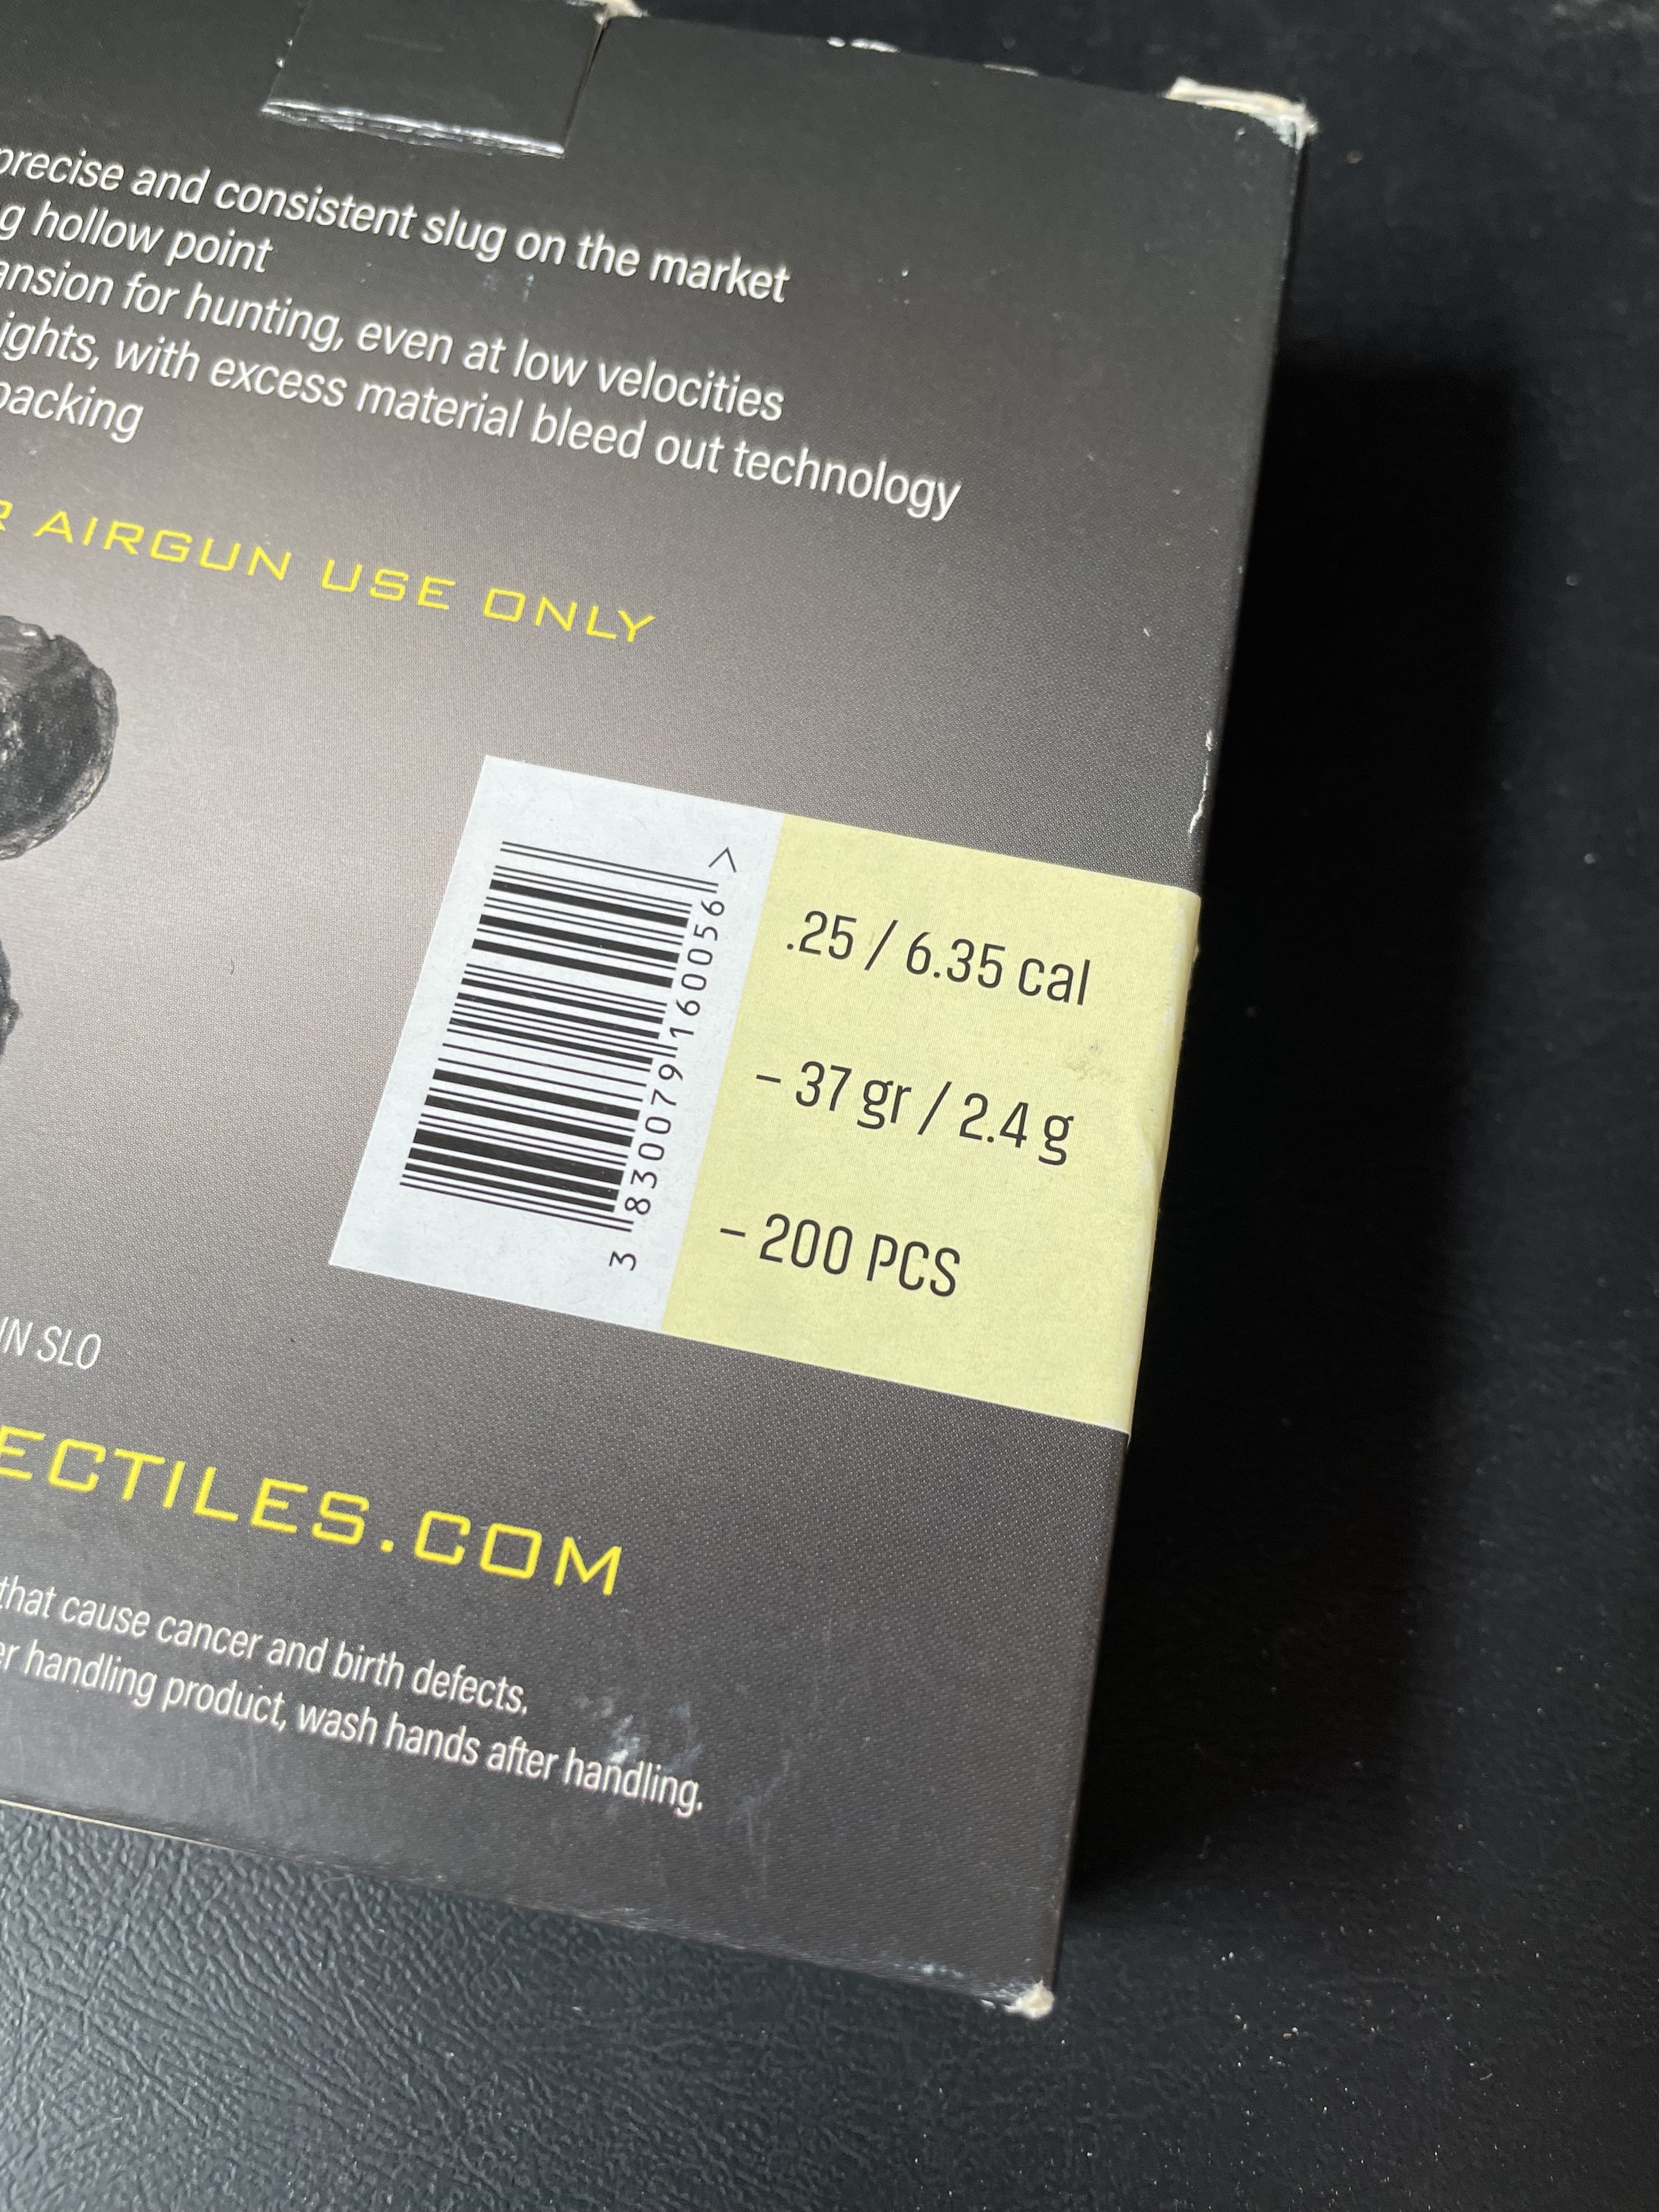 precise and consistent slug on the market
g hollow point
ansion for hunting, even at low velocities
ights, with excess material bleed out technology
packing
R AIRGUN USE ONLY
3 830079 160056 >
.25 / 6.35 cal
– 37 gr / 2.4 g
– 200 PCS
IN SLO
ECTILES.COM
that cause cancer and birth defects.
er handling product, wash hands after handling.